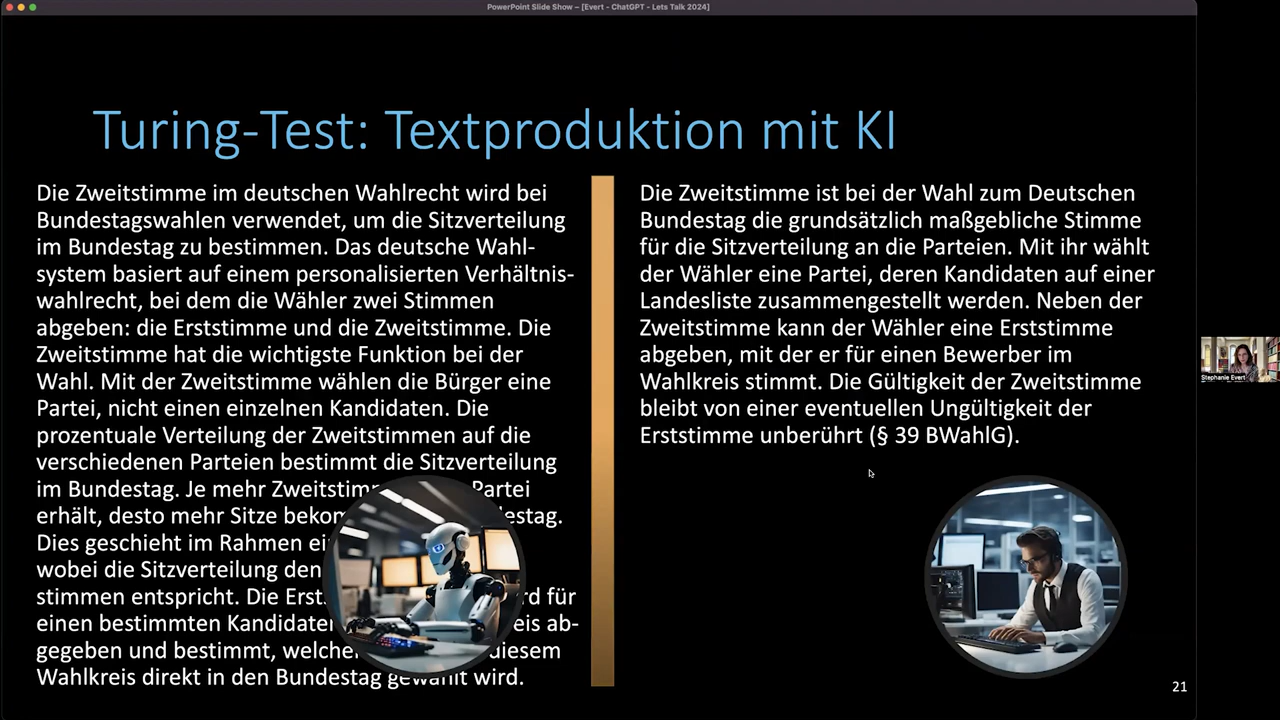 PowerPoint Slide Show – [Evert - ChatGPT - Lets Talk 2024]
Turing-Test: Textproduktion mit KI
Die Zweitstimme im deutschen Wahlrecht wird bei
Bundestagswahlen verwendet, um die Sitzverteilung
im Bundestag zu bestimmen. Das deutsche Wahl-
system basiert auf einem personalisierten Verhältnis-
wahlrecht, bei dem die Wähler zwei Stimmen
abgeben: die Erststimme und die Zweitstimme. Die
Zweitstimme hat die wichtigste Funktion bei der
Wahl. Mit der Zweitstimme wählen die Bürger eine
Partei, nicht einen einzelnen Kandidaten. Die
prozentuale Verteilung der Zweitstimmen auf die
verschiedenen Parteien bestimmt die Sitzverteilung
im Bundestag. Je mehr Partei
erhält, desto mehr Sitze
Dies geschieht im Rahmen
wobei die Sitzverteilung den
stimmen entspricht. Die für
einen bestimmten ab-
gegeben und bestimmt, diesem
Wahlkreis direkt in den Bundestag gewählt wird.
Die Zweitstimme ist bei der Wahl zum Deutschen
Bundestag die grundsätzlich maßgebliche Stimme
für die Sitzverteilung an die Parteien. Mit ihr wählt
der Wähler eine Partei, deren Kandidaten auf einer
Landesliste zusammengestellt werden. Neben der
Zweitstimme kann der Wähler eine Erststimme
abgeben, mit der er für einen Bewerber im
Wahlkreis stimmt. Die Gültigkeit der Zweitstimme
bleibt von einer eventuellen Ungültigkeit der
Erststimme unberührt (§ 39 BWahlG).
Stephanie Evert
21